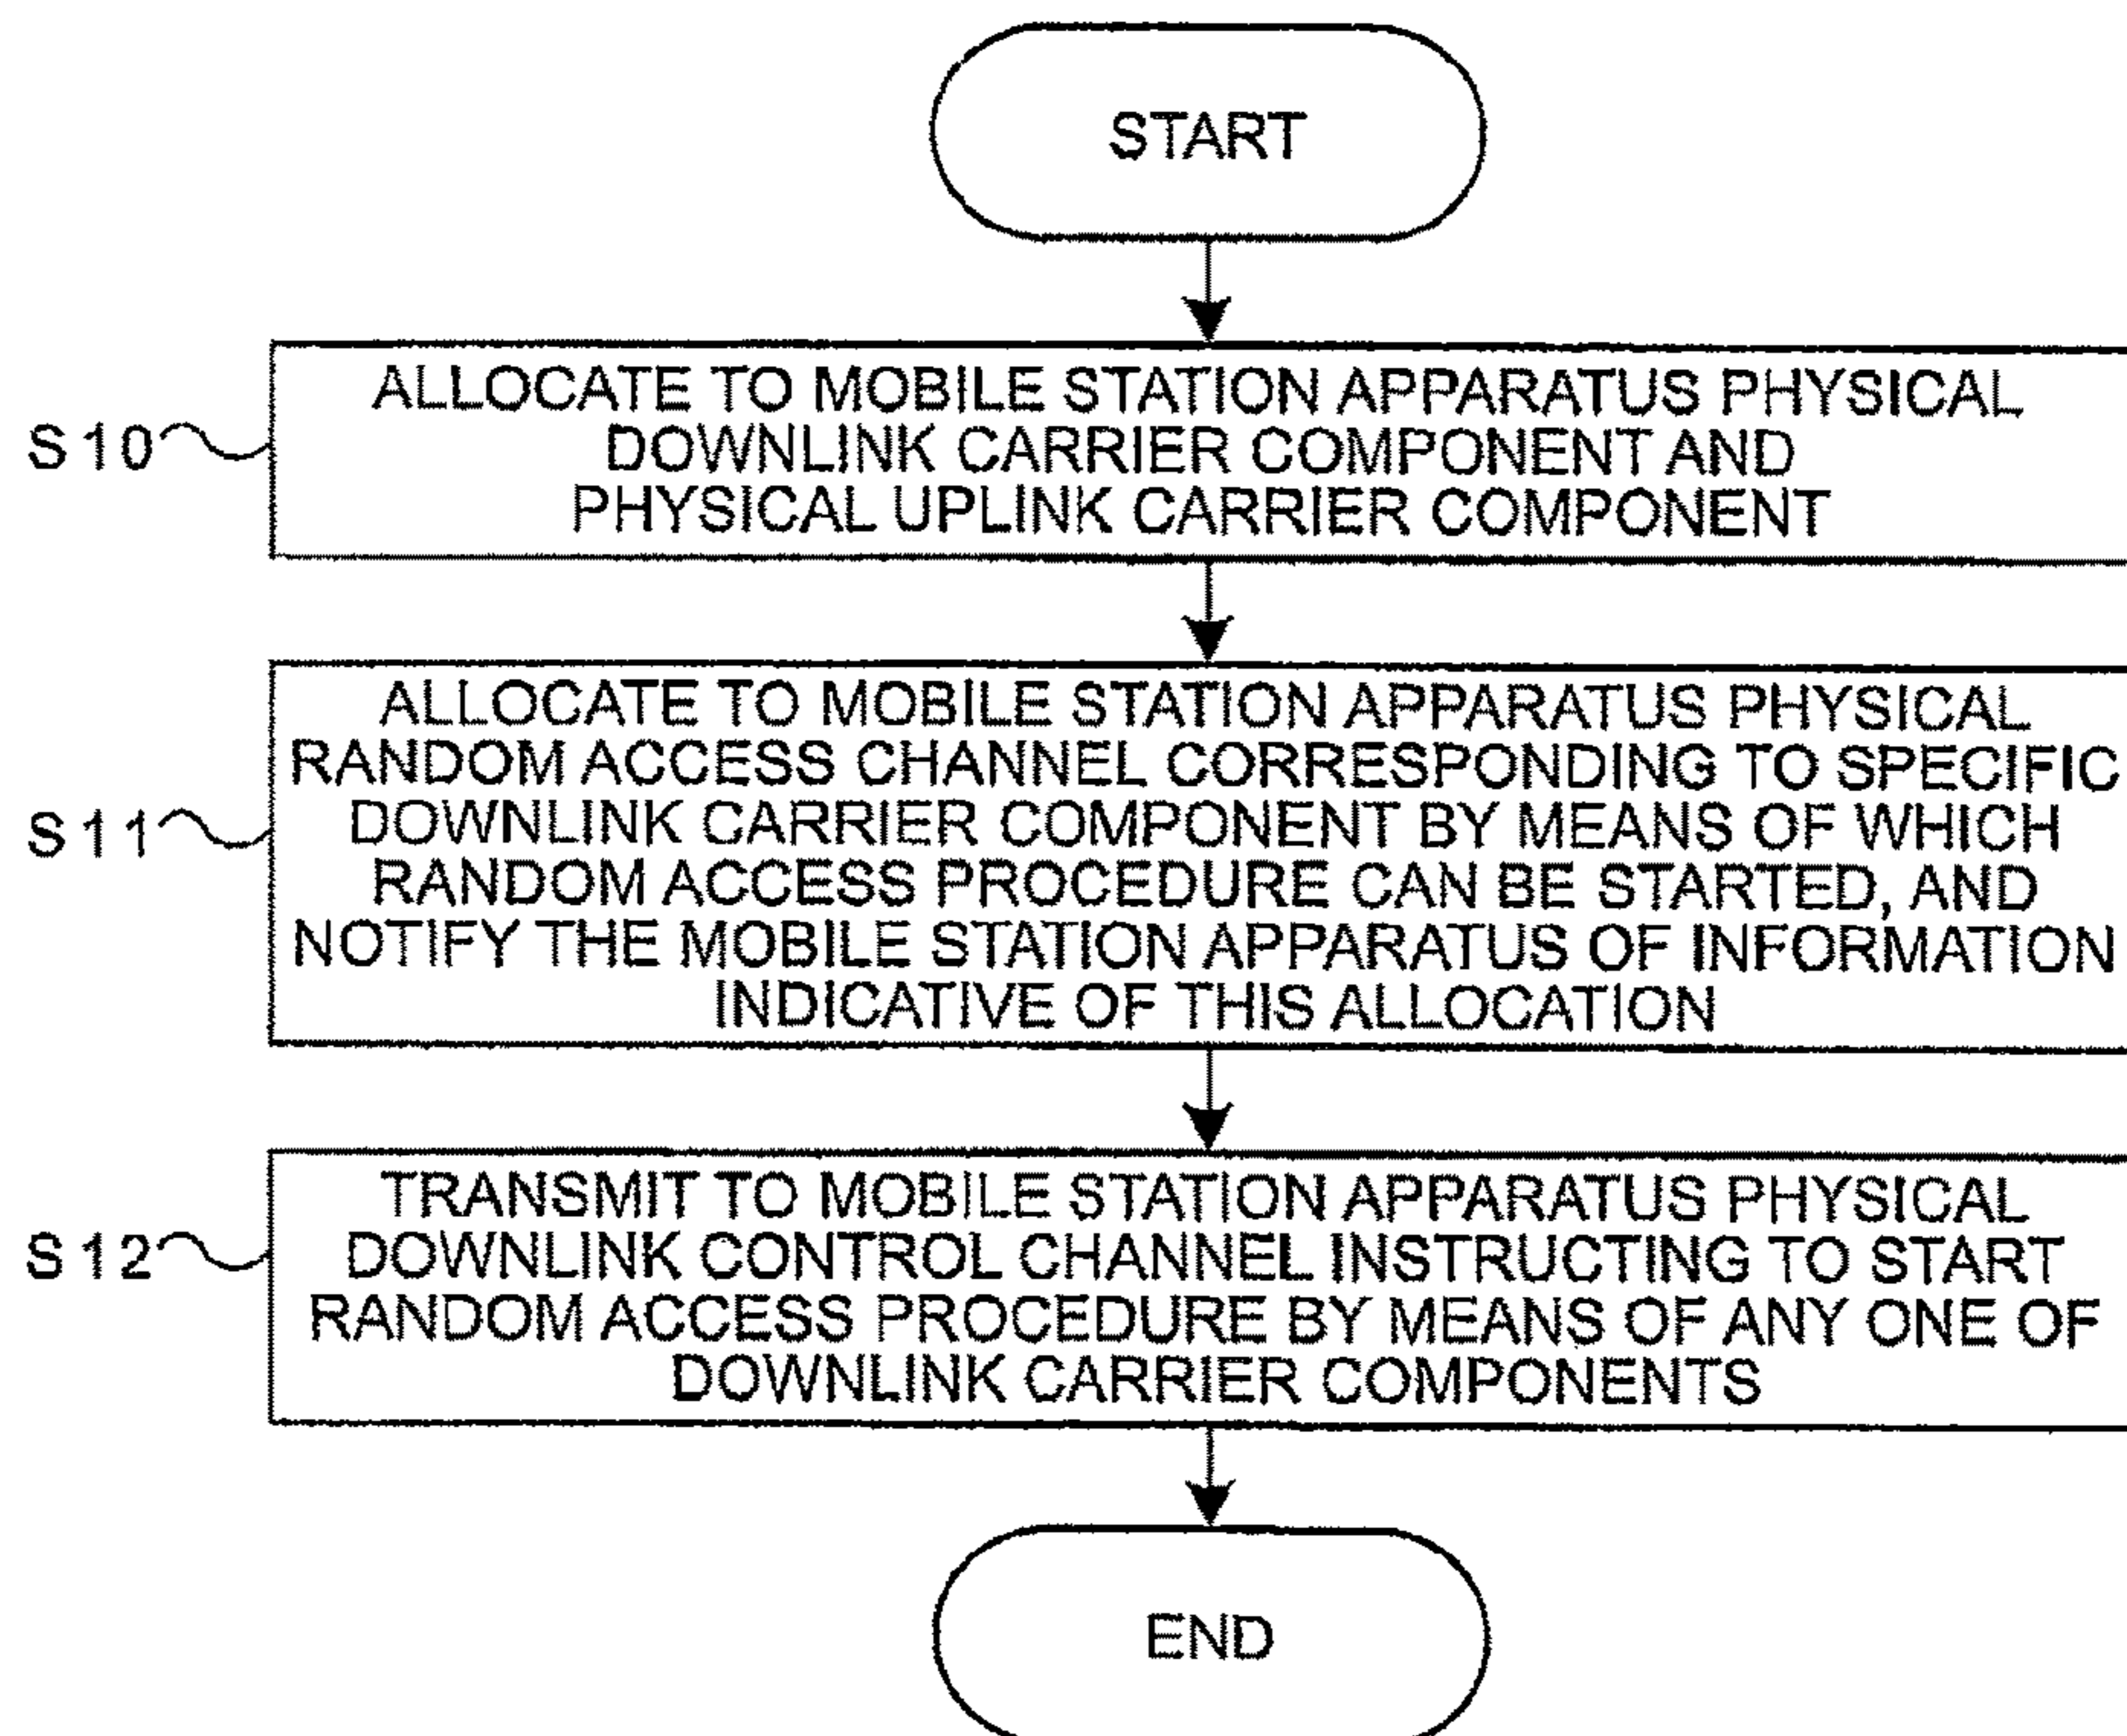 START
S10
ALLOCATE TO MOBILE STATION APPARATUS PHYSICAL
DOWNLINK CARRIER COMPONENT AND
PHYSICAL UPLINK CARRIER COMPONENT
S11
ALLOCATE TO MOBILE STATION APPARATUS PHYSICAL
RANDOM ACCESS CHANNEL CORRESPONDING TO SPECIFIC
DOWNLINK CARRIER COMPONENT BY MEANS OF WHICH
RANDOM ACCESS PROCEDURE CAN BE STARTED, AND
NOTIFY THE MOBILE STATION APPARATUS OF INFORMATION
INDICATIVE OF THIS ALLOCATION
S12
TRANSMIT TO MOBILE STATION APPARATUS PHYSICAL
DOWNLINK CONTROL CHANNEL INSTRUCTING TO START
RANDOM ACCESS PROCEDURE BY MEANS OF ANY ONE OF
DOWNLINK CARRIER COMPONENTS
END